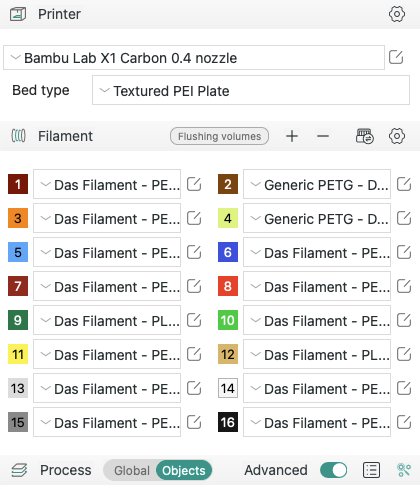 Printer
Bambu Lab X1 Carbon 0.4 nozzle
Bed type Textured PEI Plate
Filament Flushing volumes
1 Das Filament - PE... 2 Generic PETG - D...
3 Das Filament - PE... 4 Generic PETG - D...
5 Das Filament - PE... 6 Das Filament - PE...
7 Das Filament - PE... 8 Das Filament - PE...
9 Das Filament - PL... 10 Das Filament - PE...
11 Das Filament - PE... 12 Das Filament - PL...
13 Das Filament - PE... 14 Das Filament - PE...
15 Das Filament - PE... 16 Das Filament - PE...
Process Global Objects Advanced